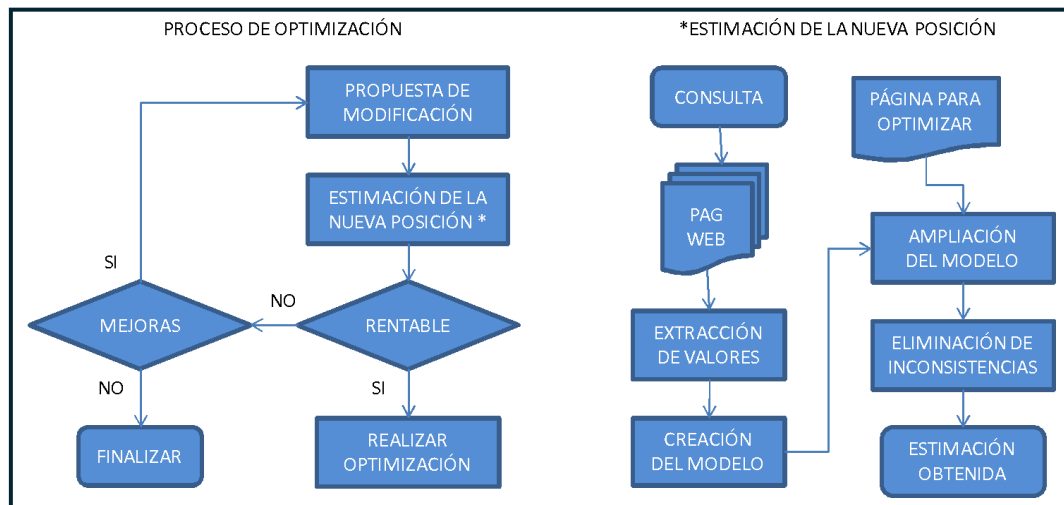 PROCESO DE OPTIMIZACIÓN
PROPUESTA DE
MODIFICACIÓN
ESTIMACIÓN DE LA
NUEVA POSICIÓN *
SI
NO
MEJORAS
RENTABLE
NO
SI
FINALIZAR
REALIZAR
OPTIMIZACIÓN
*ESTIMACIÓN DE LA NUEVA POSICIÓN
CONSULTA
PÁGINA PARA
OPTIMIZAR
PAG
WEB
AMPLIACIÓN
DEL MODELO
EXTRACCIÓN
DE VALORES
ELIMINACIÓN DE
INCONSISTENCIAS
CREACIÓN
DEL MODELO
ESTIMACIÓN
OBTENIDA